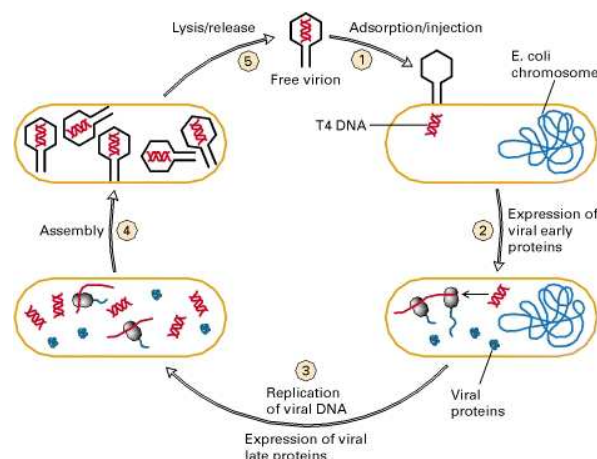 Lysis/release
5
Free virion
Adsorption/injection
1
E. coli
chromosome
T4 DNA
2
Expression of
viral early
proteins
Viral
proteins
3
Replication
of viral DNA
Expression of viral
late proteins
Assembly
4